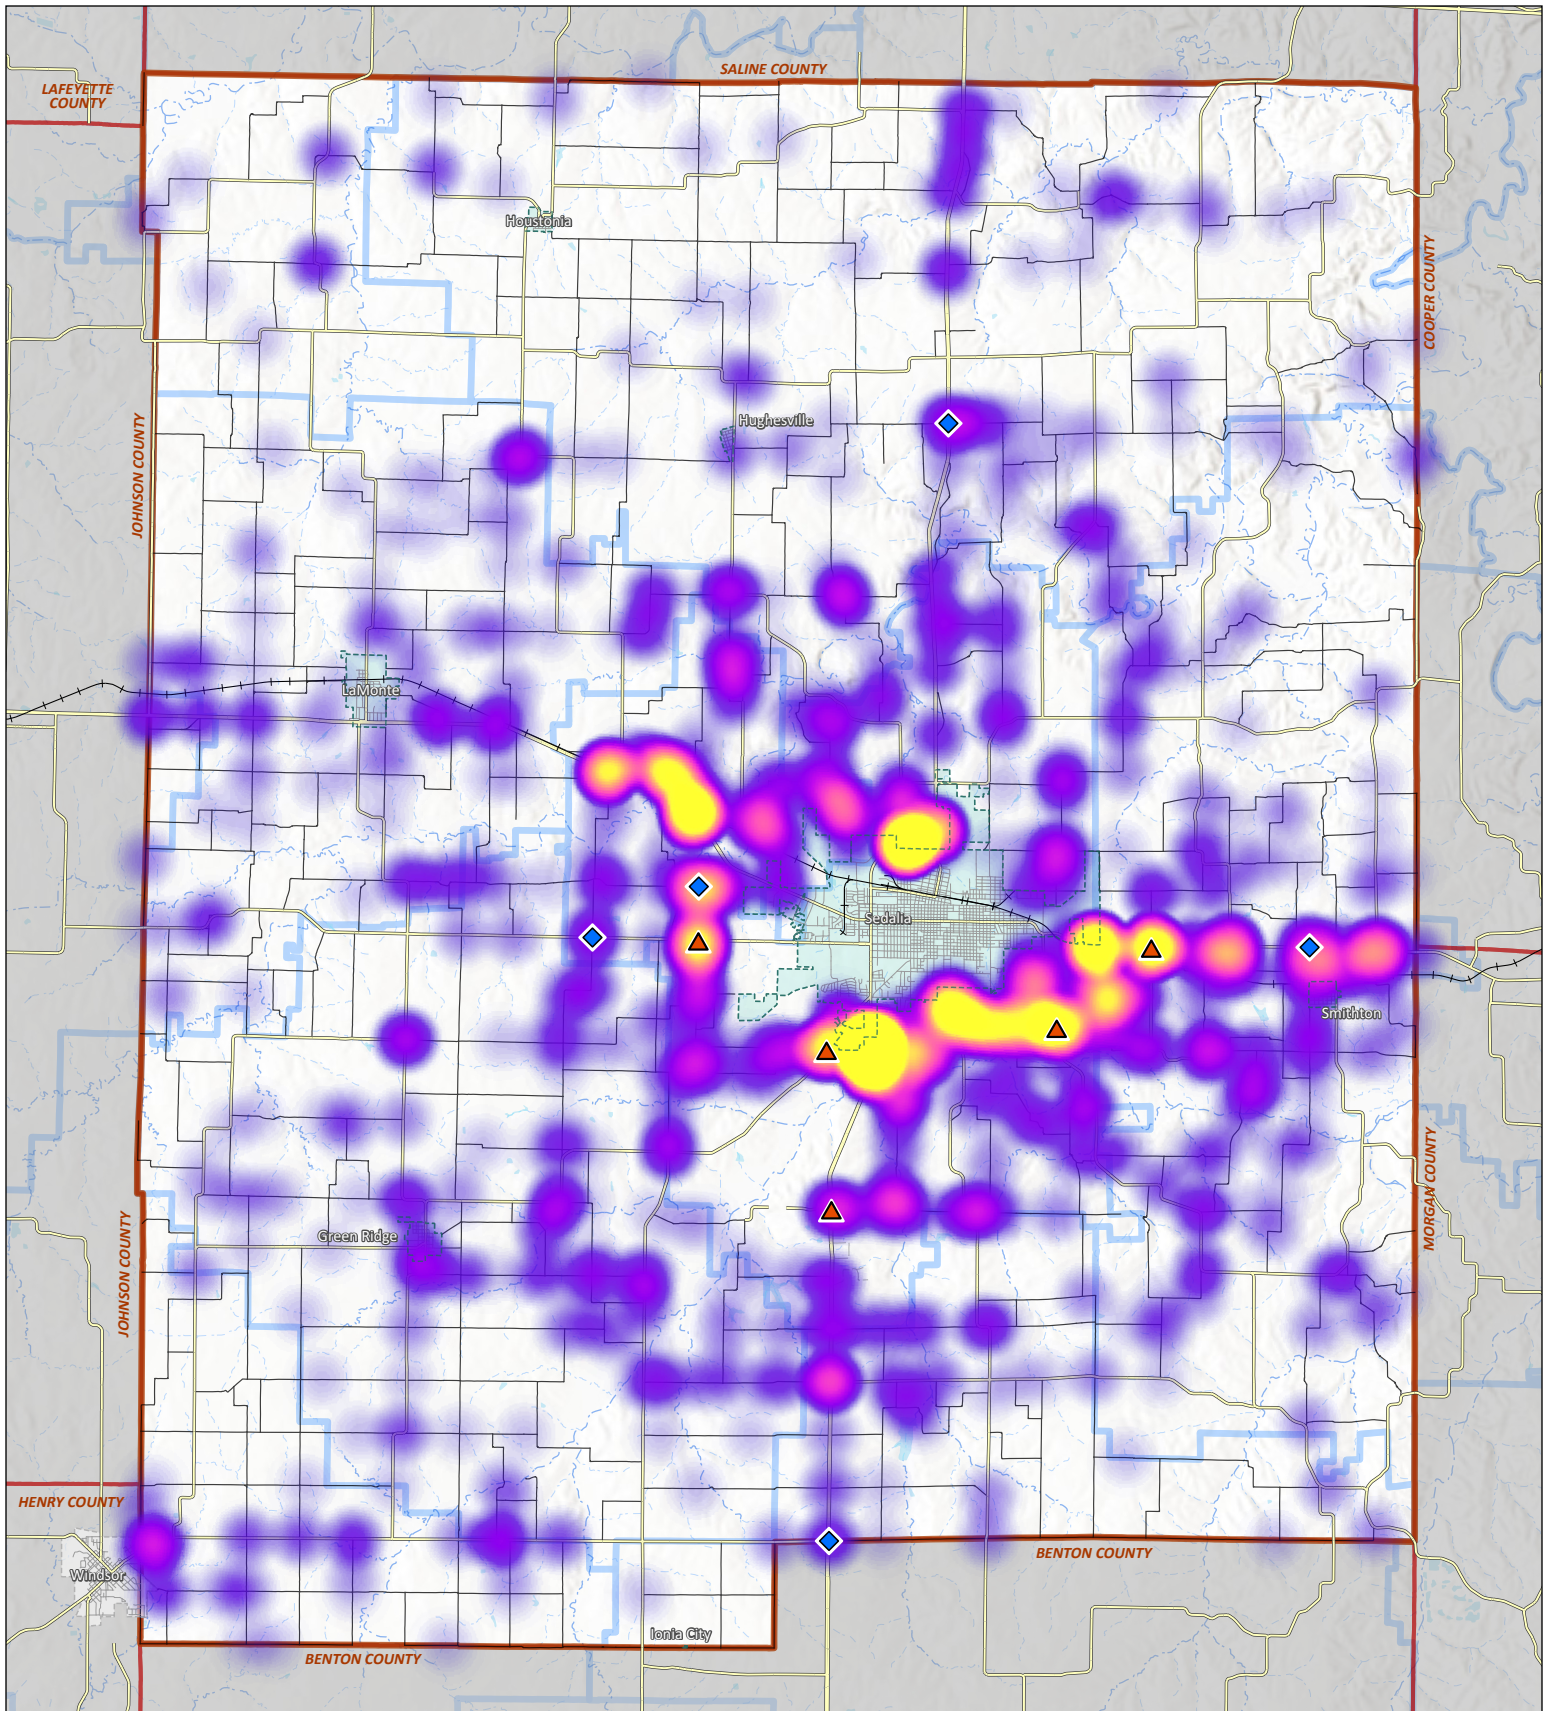 SALINE COUNTY
LAFEYETTE
COUNTY
Houstonia
COOPER COUNTY
JOHNSON COUNTY
Hughesville
LaMonte
Sedalia
Smithton
MORGAN COUNTY
JOHNSON COUNTY
Green Ridge
HENRY COUNTY
BENTON COUNTY
Windsor
Ionia City
BENTON COUNTY